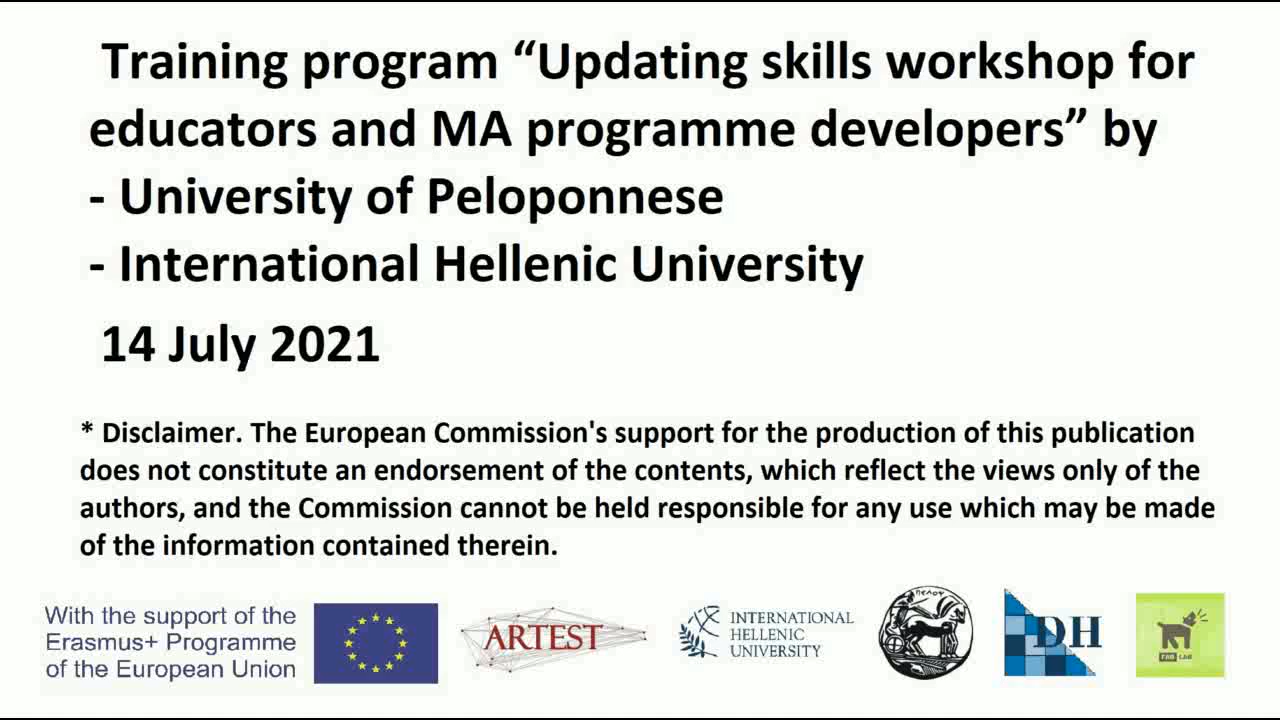 Training program “Updating skills workshop for
educators and MA programme developers” by
- University of Peloponnese
- International Hellenic University
14 July 2021
* Disclaimer. The European Commission's support for the production of this publication
does not constitute an endorsement of the contents, which reflect the views only of the
authors, and the Commission cannot be held responsible for any use which may be made
of the information contained therein.
With the support of the
Erasmus+ Programme
of the European Union
ARTEST
INTERNATIONAL
HELLENIC
UNIVERSITY
ΠΕΛΟΥ
DH
FAB LAB